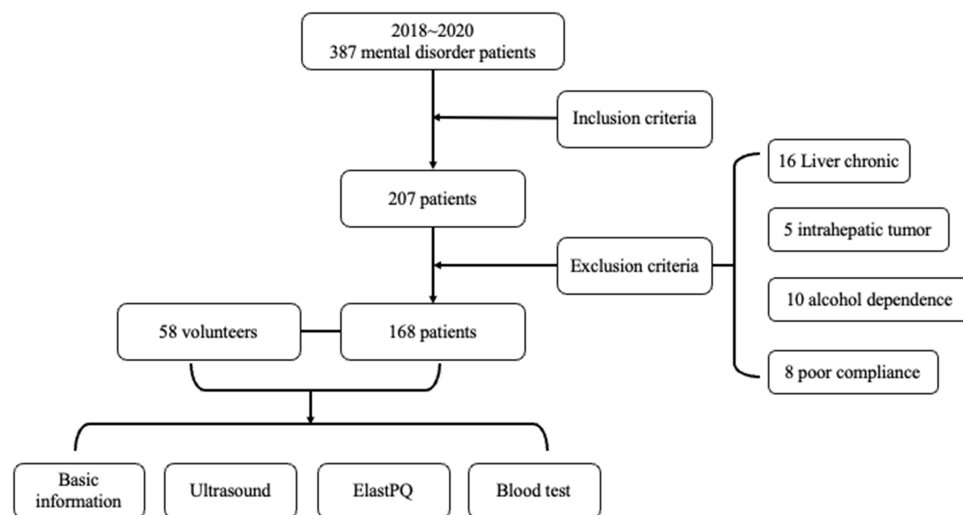 2018~2020
387 mental disorder patients
Inclusion criteria
16 Liver chronic
207 patients
5 intrahepatic tumor
Exclusion criteria
10 alcohol dependence
58 volunteers
168 patients
8 poor compliance
Basic
information
Ultrasound
ElastPQ
Blood test